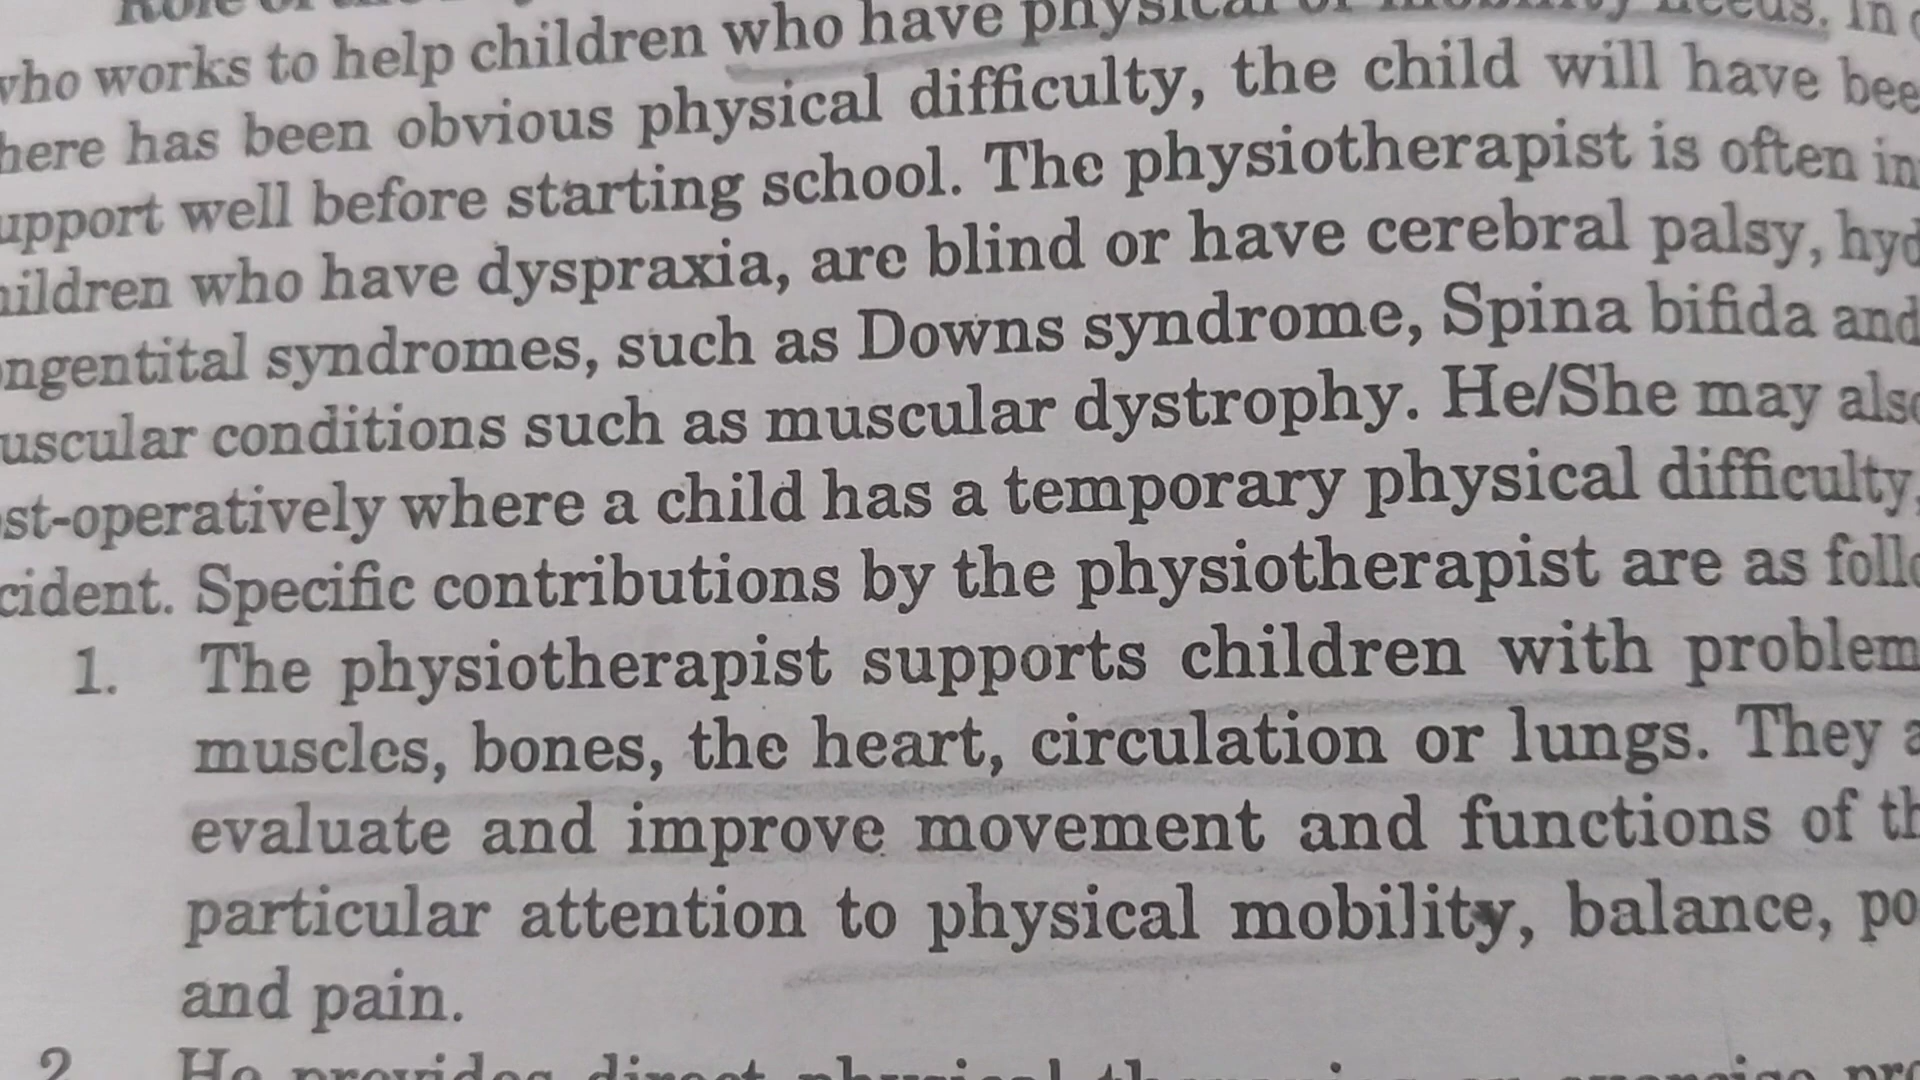 Role of the
who works to help children who have physical or mobility needs. In
here has been obvious physical difficulty, the child will have bee
upport well before starting school. The physiotherapist is often in
ildren who have dyspraxia, are blind or have cerebral palsy, hyd
ngentital syndromes, such as Downs syndrome, Spina bifida and
uscular conditions such as muscular dystrophy. He/She may also
st-operatively where a child has a temporary physical difficulty,
cident. Specific contributions by the physiotherapist are as follo
1. The physiotherapist supports children with problem
muscles, bones, the heart, circulation or lungs. They a
evaluate and improve movement and functions of th
particular attention to physical mobility, balance, po
and pain.
2. He provides direct physical